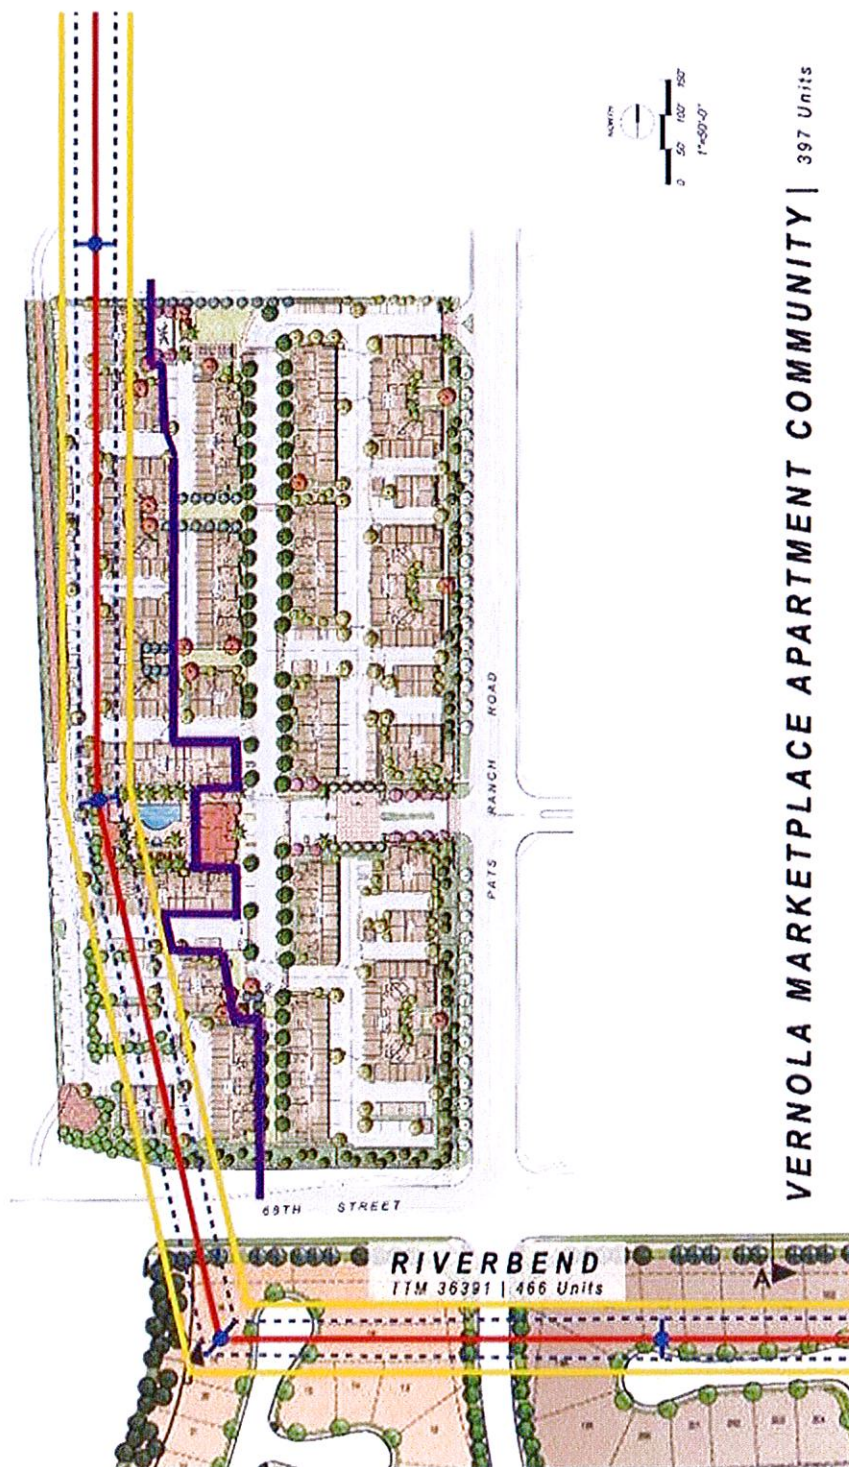 NORTH
0 50 100 150'
1"=50'-0"
VERNOLA MARKETPLACE APARTMENT COMMUNITY | 397 Units
PATS RANCH ROAD
68TH STREET
RIVERBEND
TTM 36391 | 466 Units
A